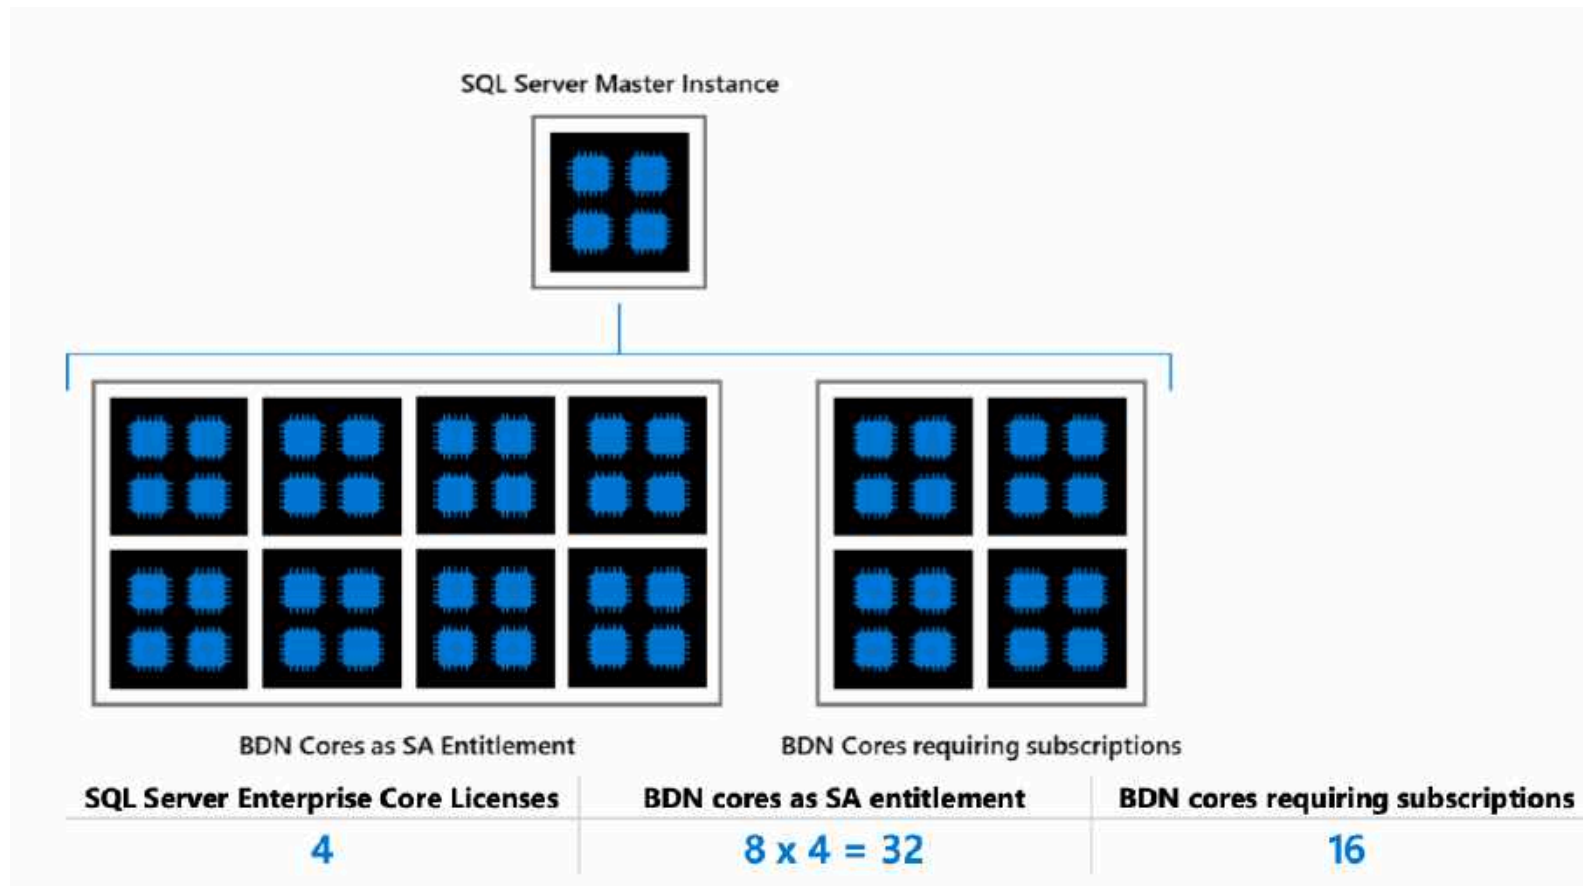 SQL Server Master Instance
BDN Cores as SA Entitlement
BDN Cores requiring subscriptions
SQL Server Enterprise Core Licenses
BDN cores as SA entitlement
BDN cores requiring subscriptions
4
8 x 4 = 32
16